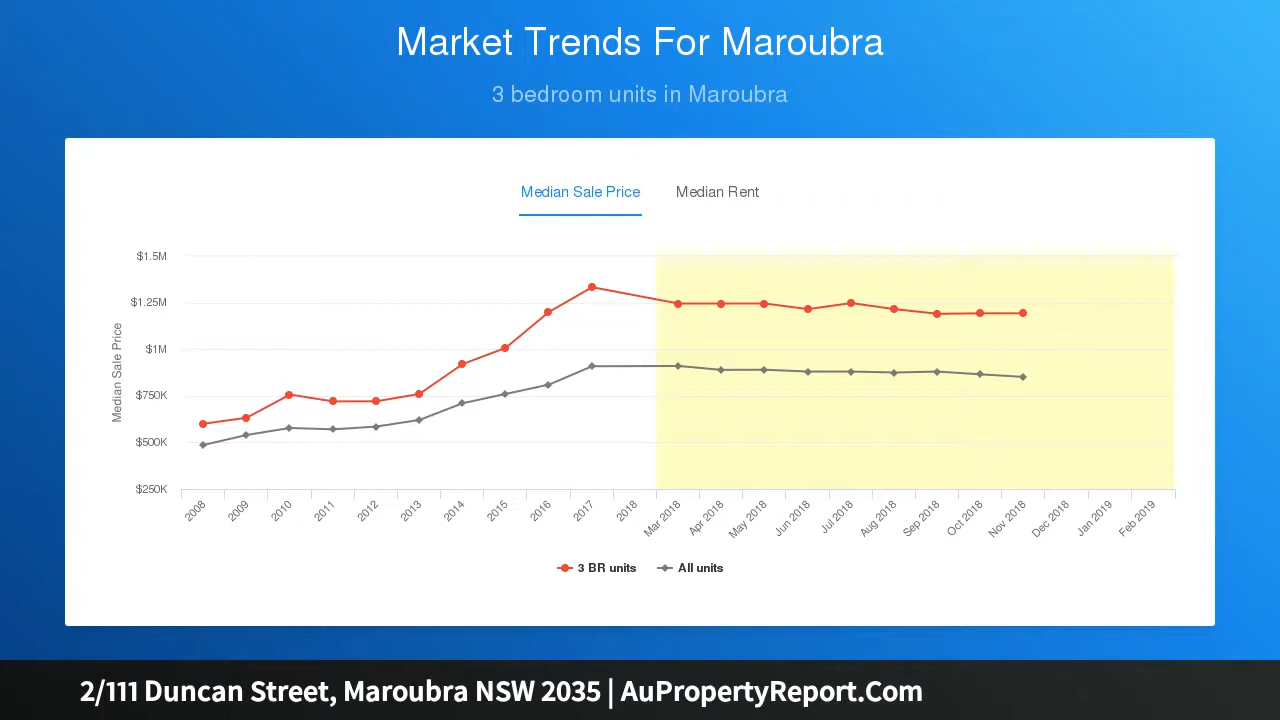 Market Trends For Maroubra
3 bedroom units in Maroubra
Median Sale Price Median Rent
$1.5M
$1.25M
$1M
$750K
$500K
$250K
Median Sale Price
2008 2009 2010 2011 2012 2013 2014 2015 2016 2017 2018 Mar 2018 Apr 2018 May 2018 Jun 2018 Jul 2018 Aug 2018 Sep 2018 Oct 2018 Nov 2018 Dec 2018 Jan 2019 Feb 2019
3 BR units All units
2/111 Duncan Street, Maroubra NSW 2035 | AuPropertyReport.Com